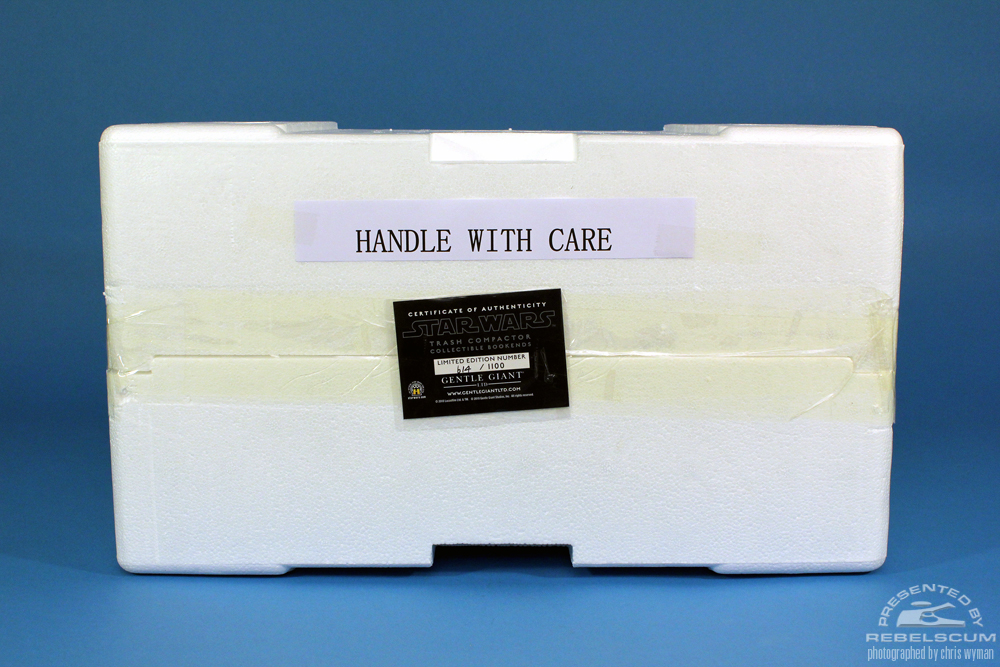 HANDLE WITH CARE
CERTIFICATE OF AUTHENTICITY
STAR WARS
TRASH COMPACTOR
COLLECTIBLE BOOKENDS
LIMITED EDITION NUMBER
614 / 1100
GENTLE GIANT
LTD
WWW.GENTLEGIANTLTD.COM
PRESENTED BY
REBELSCUM
photographed by chris wyman